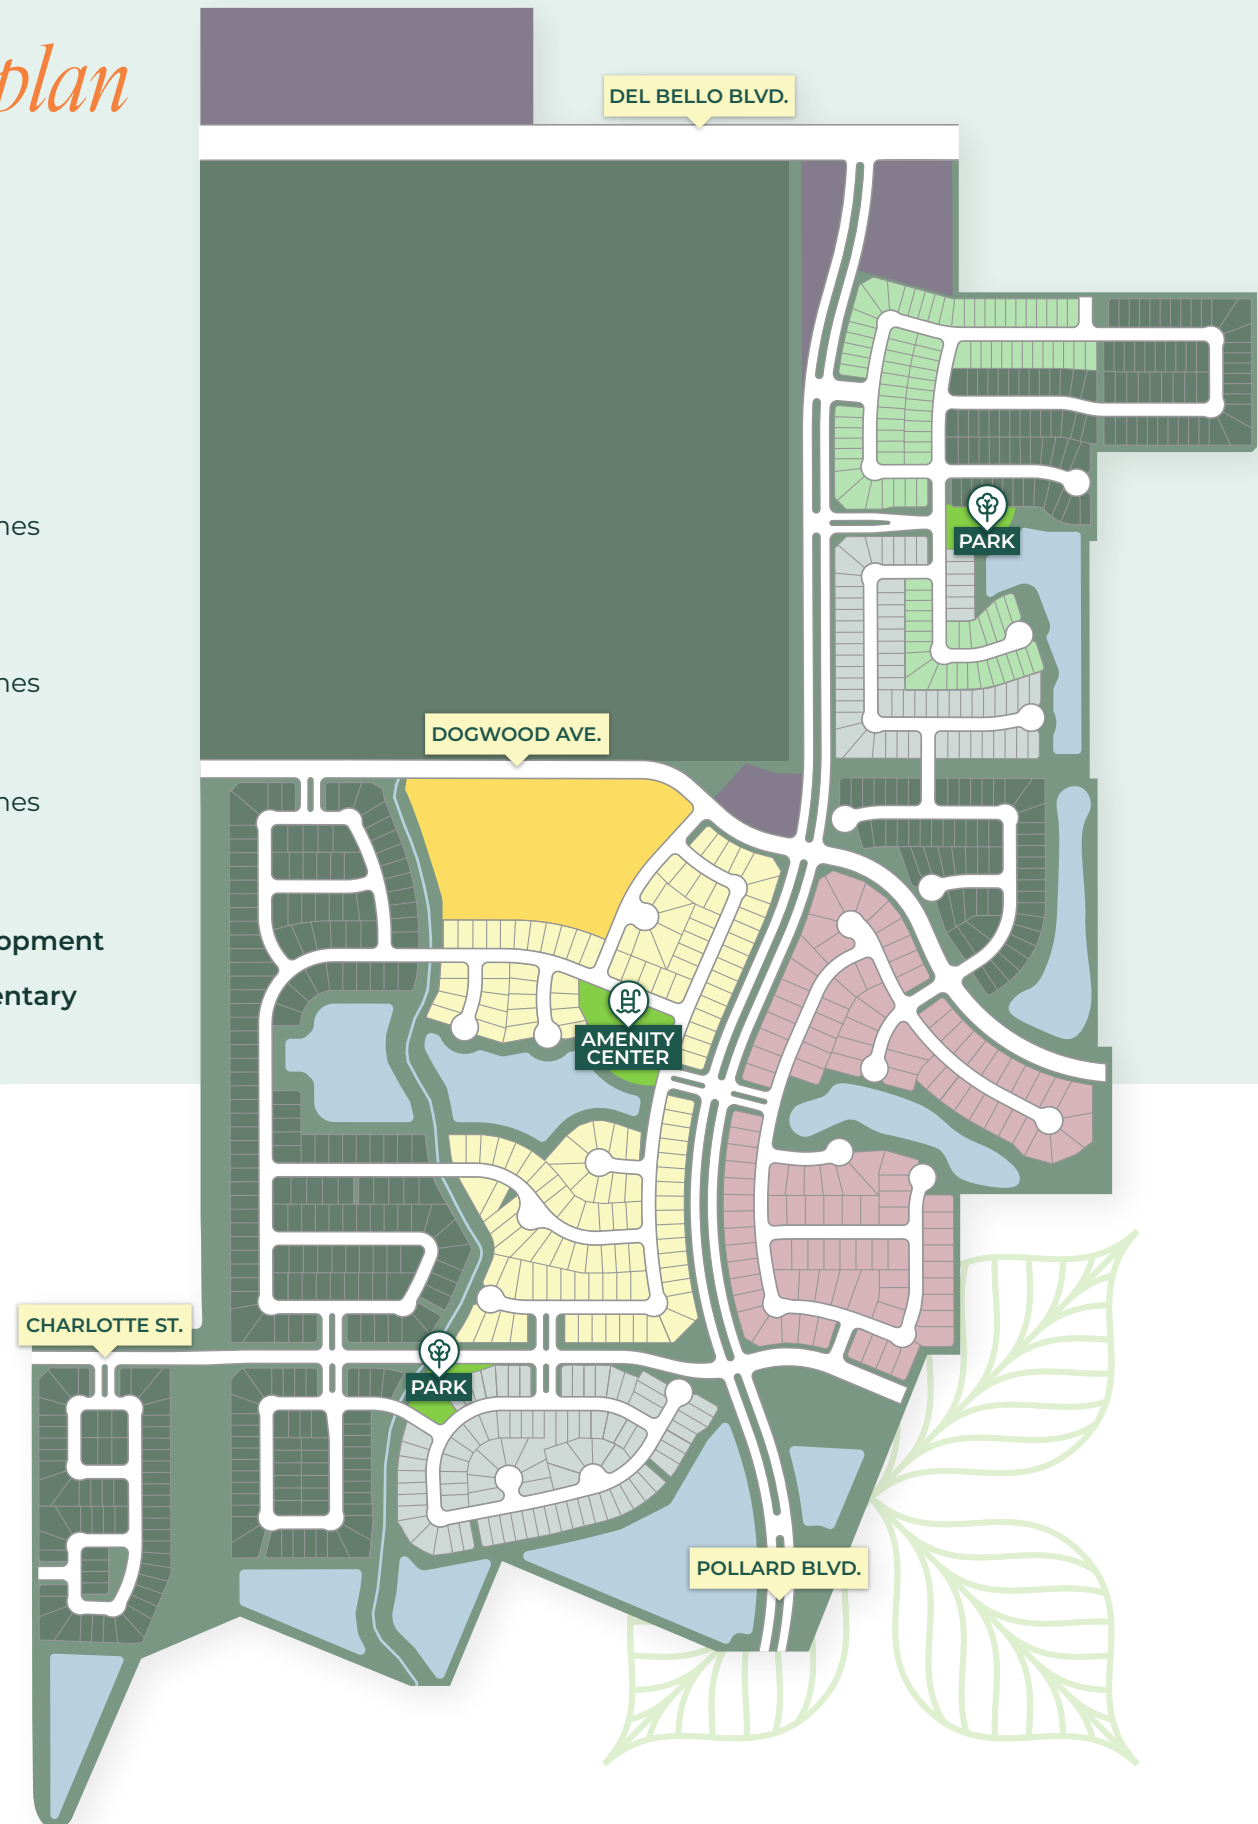 plan
DEL BELLO BLVD.
nes
PARK
nes
DOGWOOD AVE.
nes
opment
entary
AMENITY
CENTER
CHARLOTTE ST.
PARK
POLLARD BLVD.